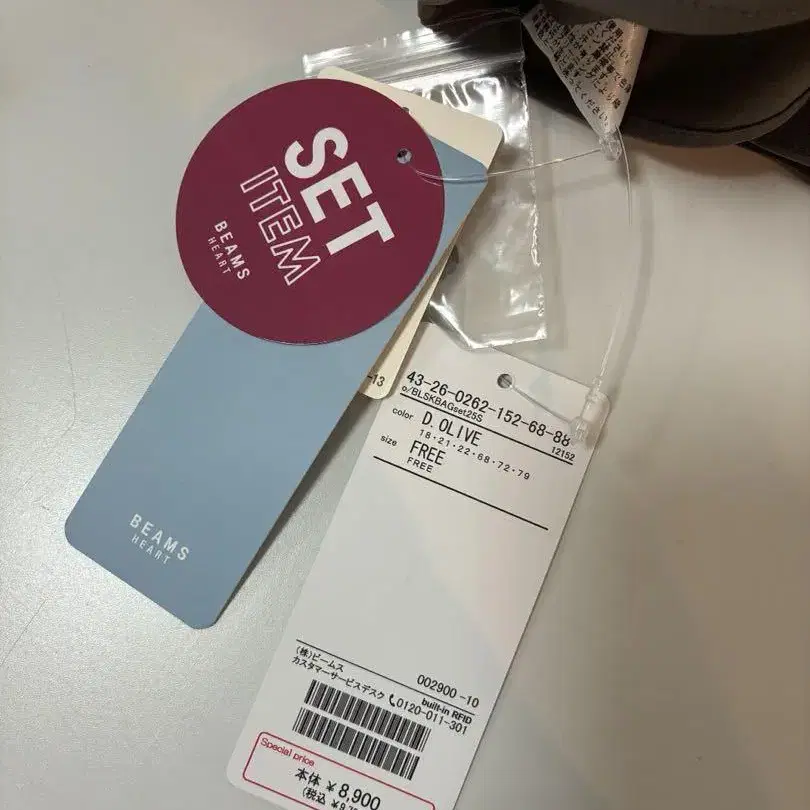 SET
ITEM
BEAMS
HEART
BEAMS
HEART
-13
43-26-0262-152-68-88
o/BLSKBAGset25S
12152
color D.OLIVE
18・21・22・68・72・79
size FREE
FREE
(株)ビームス
カスタマーサービスデスク 0120-011-301
002900 -10
built-in RFID
Special price
本体 ¥8,900
(税込